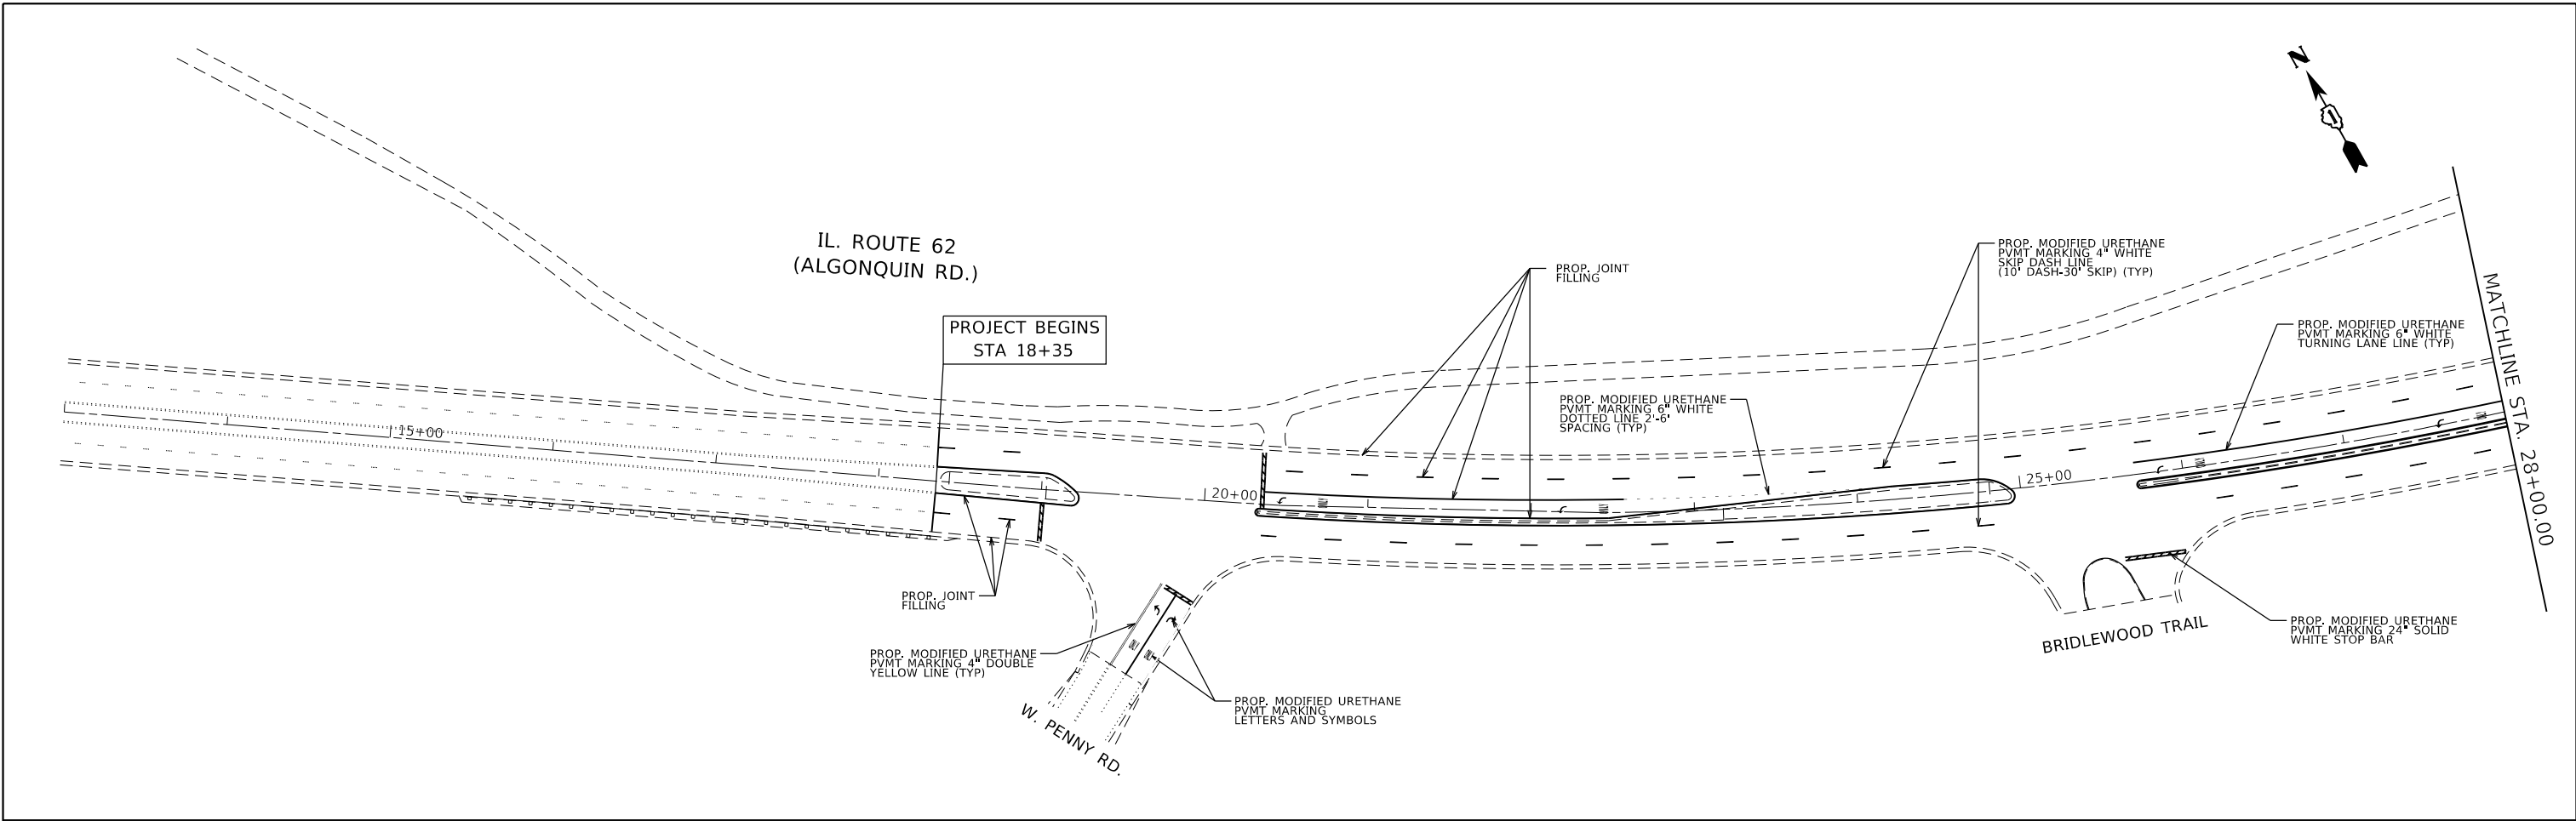 N
IL. ROUTE 62
(ALGONQUIN RD.)
PROJECT BEGINS
STA 18+35
PROP. JOINT
FILLING
PROP. MODIFIED URETHANE
PVMT MARKING 4" WHITE
SKIP DASH LINE
(10' DASH-30' SKIP) (TYP)
PROP. MODIFIED URETHANE
PVMT MARKING 6" WHITE
TURNING LANE LINE (TYP)
MATCHLINE STA. 28+00.00
PROP. MODIFIED URETHANE
PVMT MARKING 6" WHITE
DOTTED LINE 2'-6'
SPACING (TYP)
15+00
20+00
25+00
PROP. JOINT
FILLING
PROP. MODIFIED URETHANE
PVMT MARKING 4" DOUBLE
YELLOW LINE (TYP)
W. PENNY RD.
PROP. MODIFIED URETHANE
PVMT MARKING
LETTERS AND SYMBOLS
BRIDLEWOOD TRAIL
PROP. MODIFIED URETHANE
PVMT MARKING 24" SOLID
WHITE STOP BAR